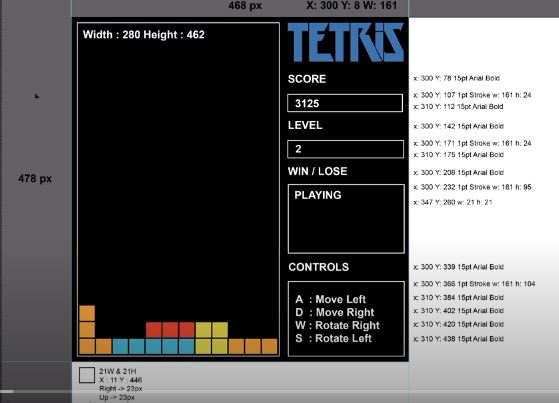 468 px
X: 300 Y: 8 W: 161
Width : 280 Height : 462
TETRIS
SCORE
x: 300 Y: 78 15pt Arial Bold
3125
x: 300 Y: 107 1pt Stroke w: 161 h: 24
x: 310 Y: 112 15pt Arial Bold
LEVEL
x: 300 Y: 142 15pt Arial Bold
2
x: 300 Y: 171 1pt Stroke w: 161 h: 24
x: 310 Y: 175 15pt Arial Bold
478 px
WIN / LOSE
x: 300 Y: 206 15pt Arial Bold
PLAYING
x: 300 Y: 232 1pt Stroke w: 161 h: 95
x: 347 Y: 260 w: 21 h: 21
CONTROLS
x: 300 Y: 339 15pt Arial Bold
x: 300 Y: 366 1pt Stroke w: 161 h: 104
A : Move Left
x: 310 Y: 384 15pt Arial Bold
D : Move Right
x: 310 Y: 402 15pt Arial Bold
W : Rotate Right
x: 310 Y: 420 15pt Arial Bold
S : Rotate Left
x: 310 Y: 438 15pt Arial Bold
21W & 21H
X : 11 Y : 446
Right -> 23px
Up -> 23px